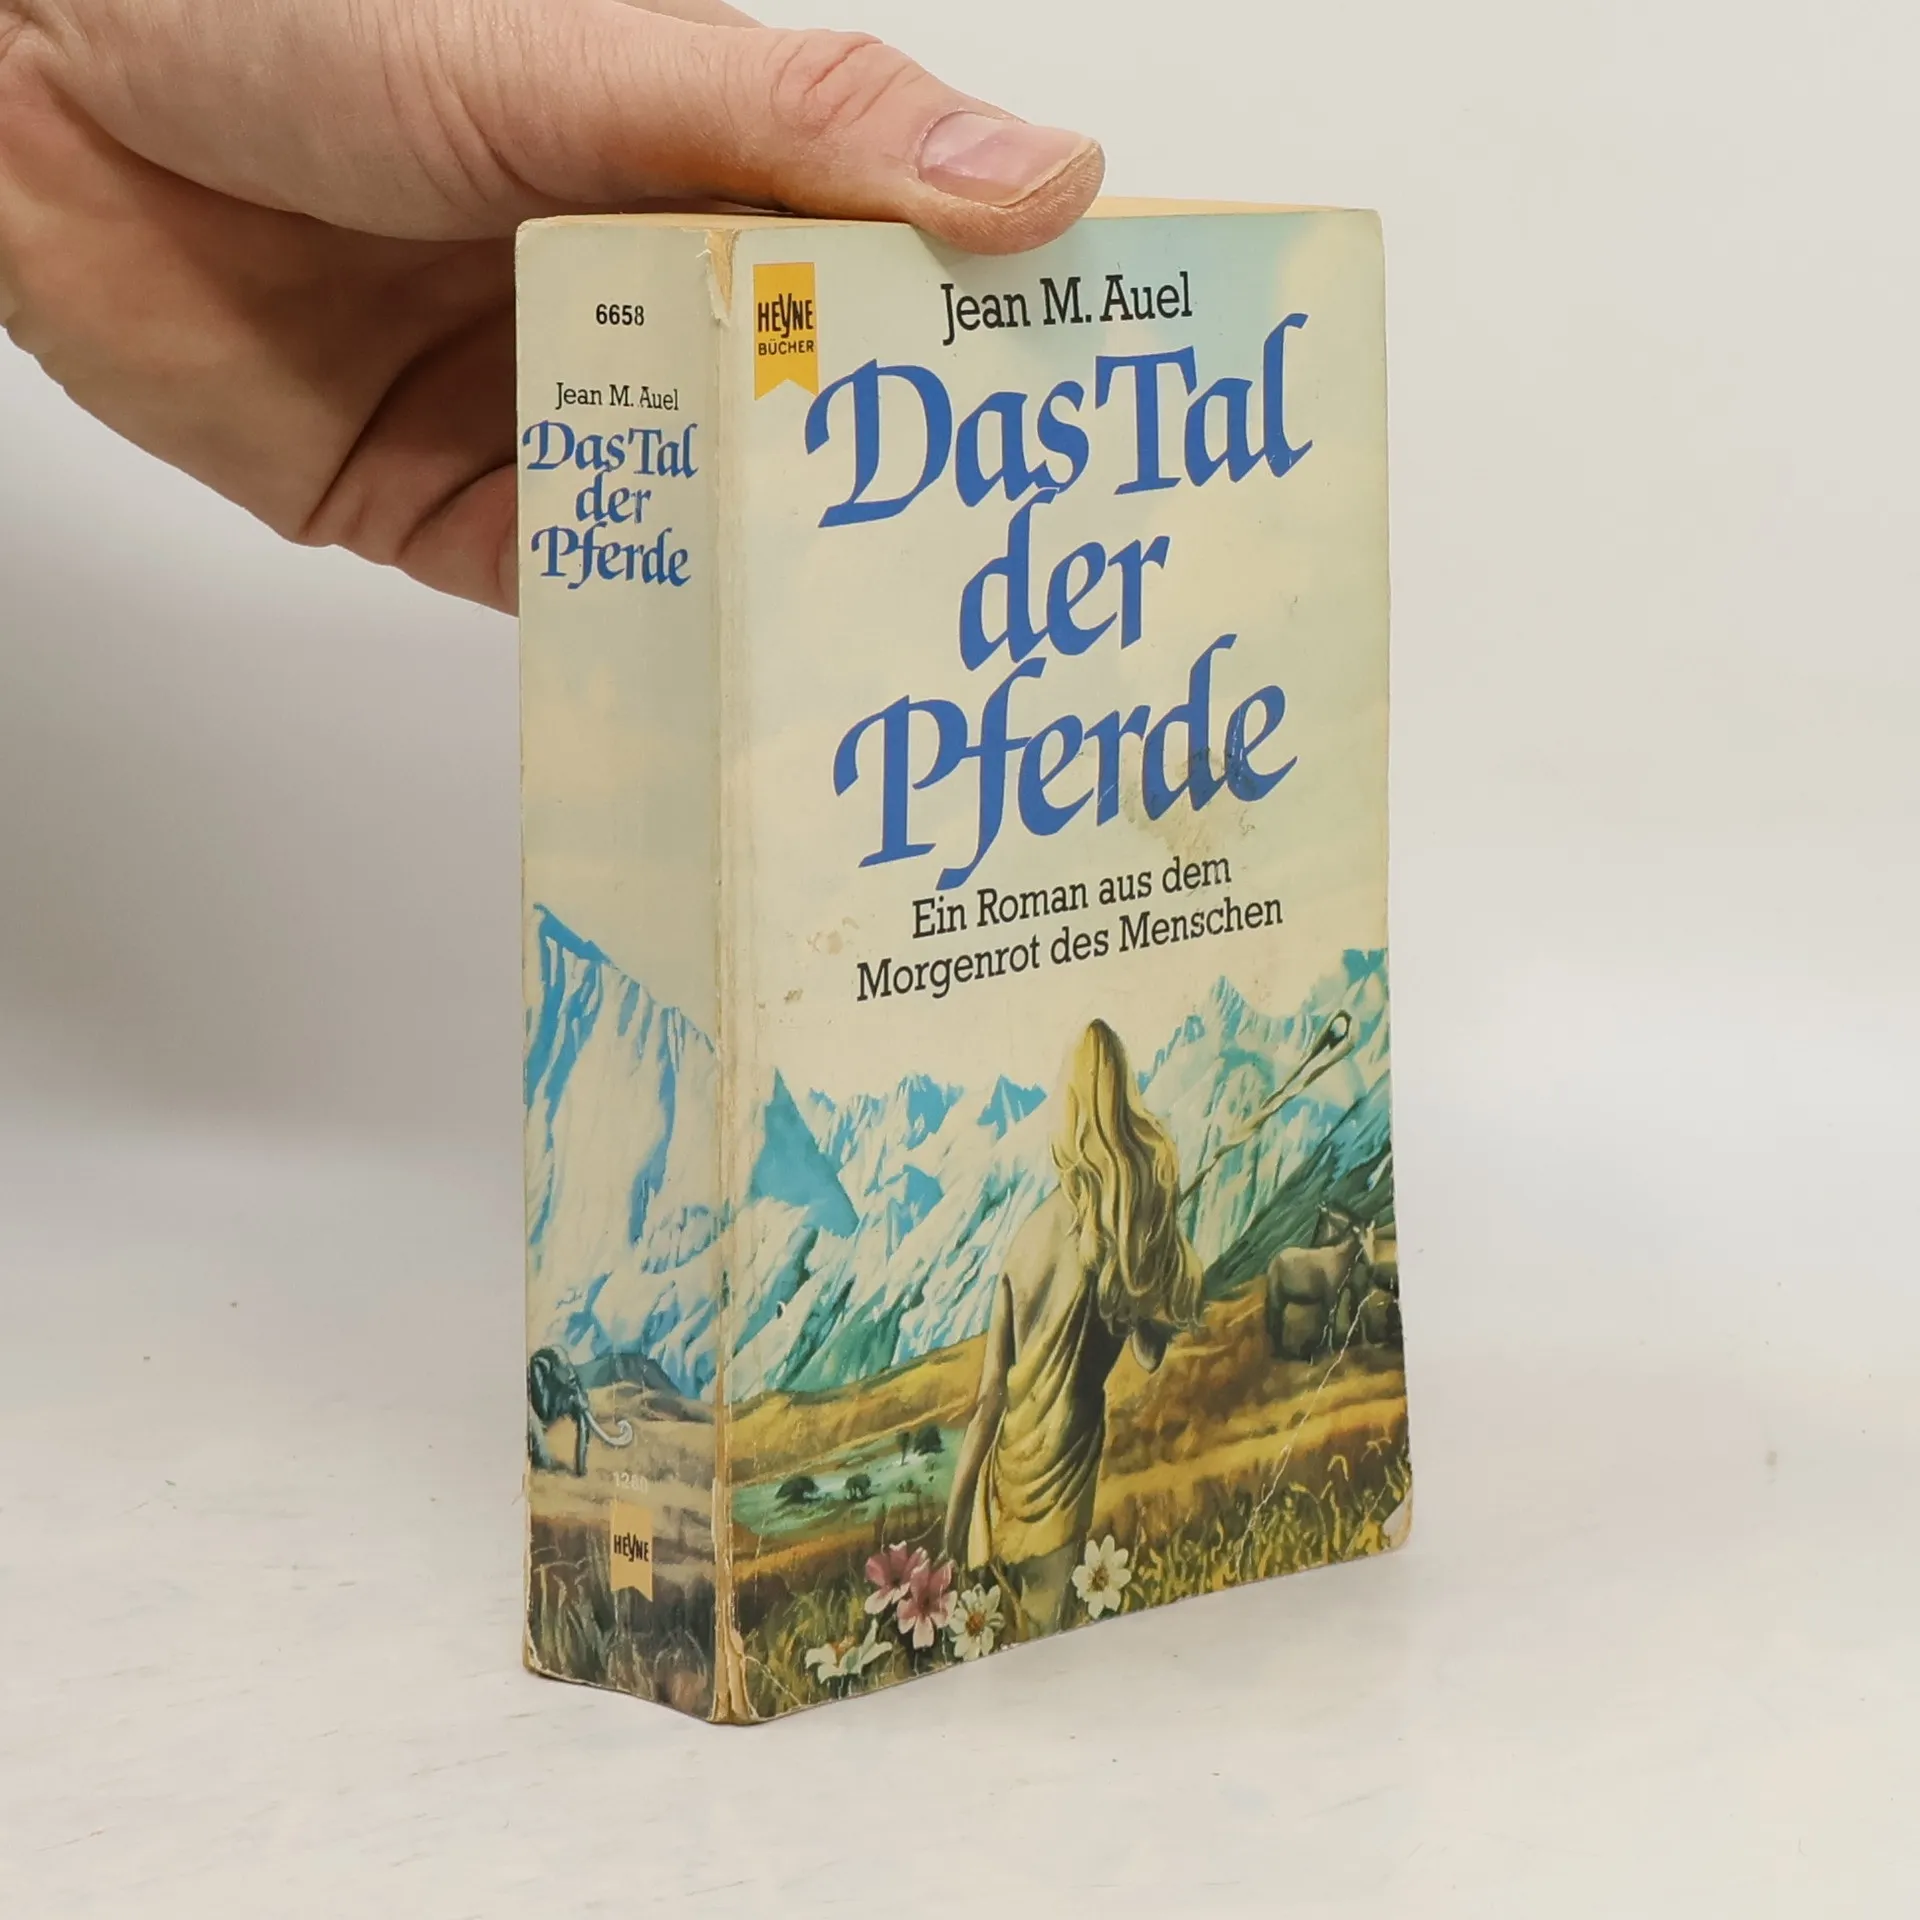 6658
Jean M. Auel
Das Tal
der
Pferde
1280
HEYNE
HEYNE
BÜCHER
Jean M. Auel
Das Tal
der
Pferde
Ein Roman aus dem
Morgenrot des Menschen